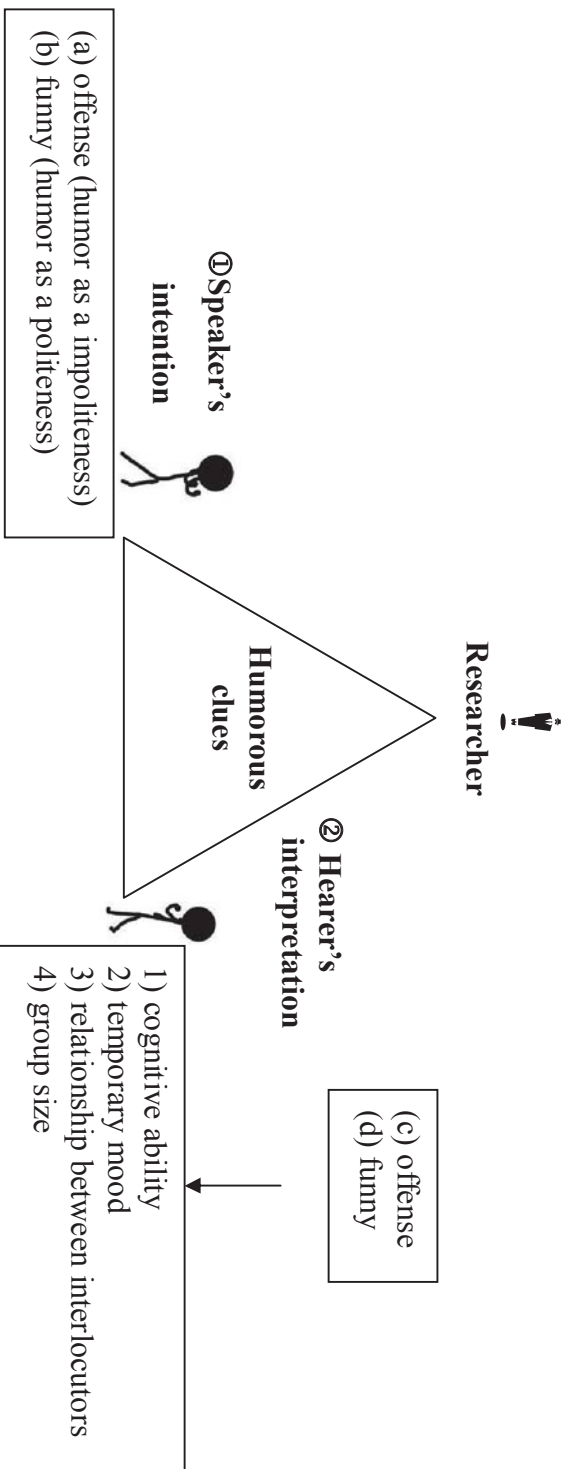 Researcher
①Speaker's
intention
Humorous
clues
② Hearer's
interpretation
(a) offense (humor as a impoliteness)
(b) funny (humor as a politeness)
(c) offense
(d) funny
1) cognitive ability
2) temporary mood
3) relationship between interlocutors
4) group size